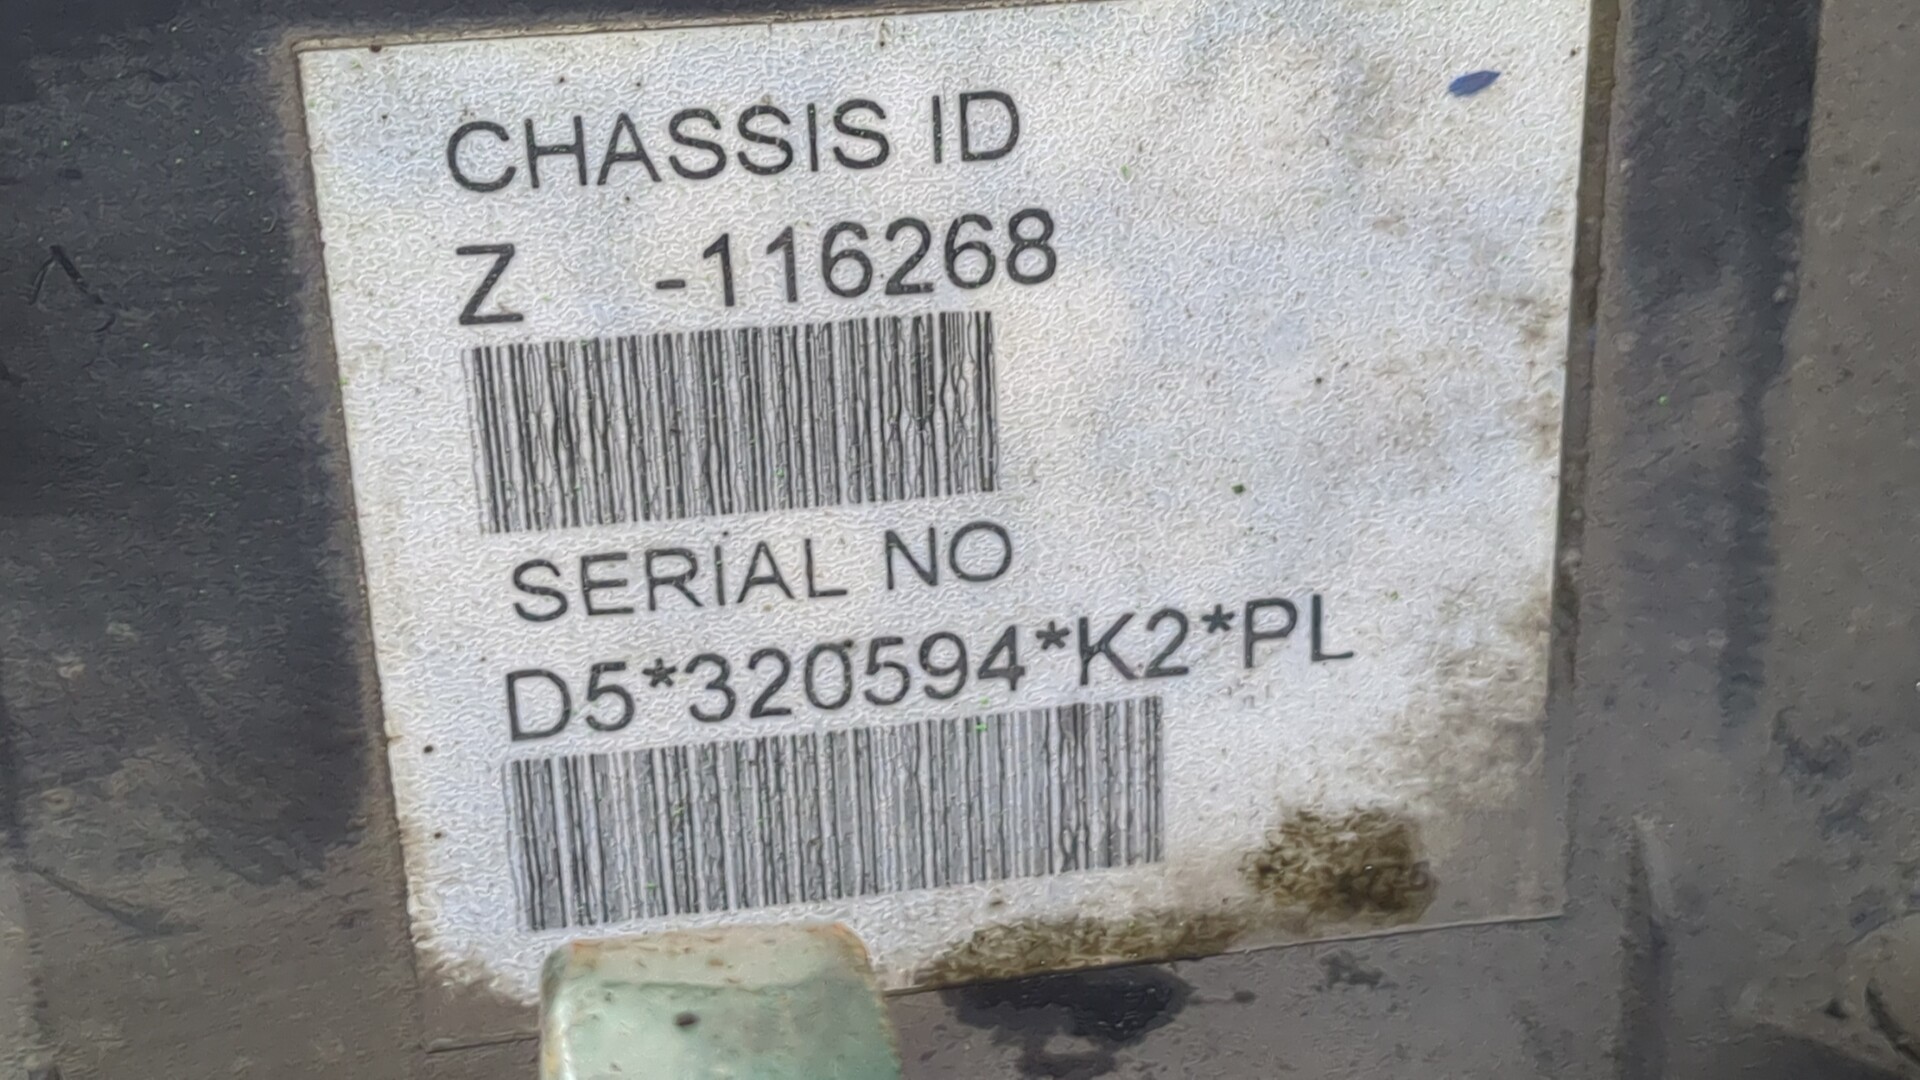 CHASSIS ID
Z -116268
SERIAL NO
D5*320594*K2*PL